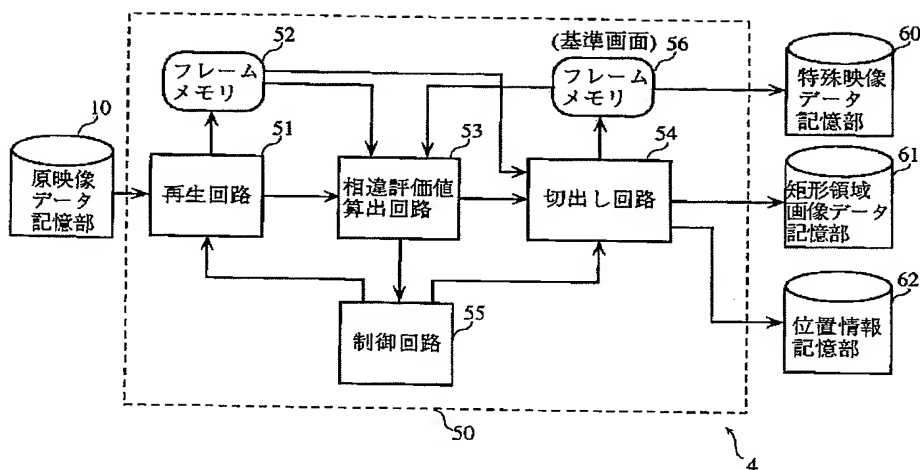 52
(基準画面)
56
60
フレーム
メモリ
フレーム
メモリ
特殊映像
データ
記憶部
10
51
53
54
61
原映像
データ
記憶部
再生回路
相違評価値
算出回路
切出し回路
矩形領域
画像データ
記憶部
55
62
制御回路
位置情報
記憶部
50
4